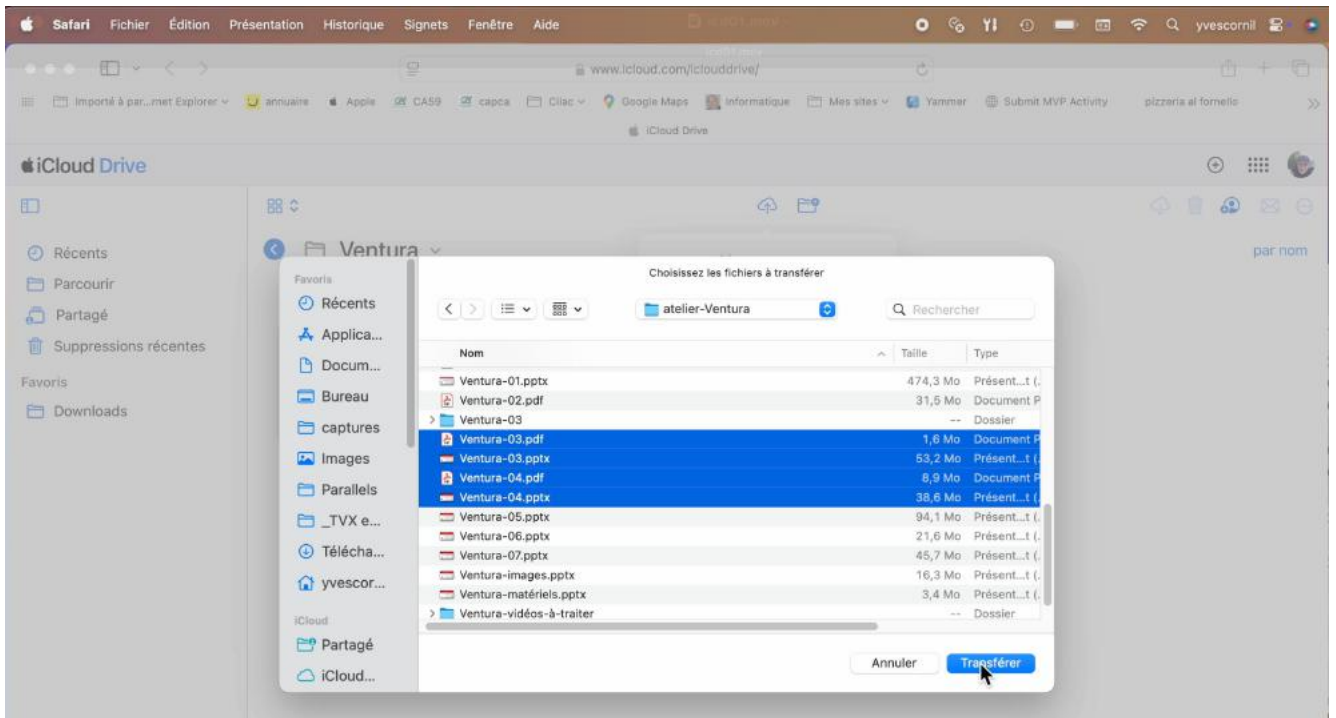 Safari Fichier Édition Présentation Historique Signets Fenêtre Aide yvescornil
www.icloud.com/iclouddrive/
Importé à par...met Explorer annuaire Apple CA59 capca Cilac Google Maps Informatique Mes sites Yammer Submit MVP Activity pizzeria al fornello
iCloud Drive
iCloud Drive
Récents
Parcourir
Partagé
Suppressions récentes
Favoris
Downloads
Ventura
par nom
Favoris
Récents
Applica...
Docum...
Bureau
captures
Images
Parallels
_TVX e...
Télécha...
yvescor...
iCloud
Partagé
iCloud...
Choisissez les fichiers à transférer
atelier-Ventura
Rechercher
Nom Taille Type
Ventura-01.pptx 474,3 Mo Présent...t (.
Ventura-02.pdf 31,5 Mo Document P
Ventura-03 -- Dossier
Ventura-03.pdf 1,6 Mo Document P
Ventura-03.pptx 53,2 Mo Présent...t (.
Ventura-04.pdf 8,9 Mo Document P
Ventura-04.pptx 38,6 Mo Présent...t (.
Ventura-05.pptx 94,1 Mo Présent...t (.
Ventura-06.pptx 21,6 Mo Présent...t (.
Ventura-07.pptx 45,7 Mo Présent...t (.
Ventura-images.pptx 16,3 Mo Présent...t (.
Ventura-matériels.pptx 3,4 Mo Présent...t (.
Ventura-vidéos-à-traiter -- Dossier
Annuler Transférer